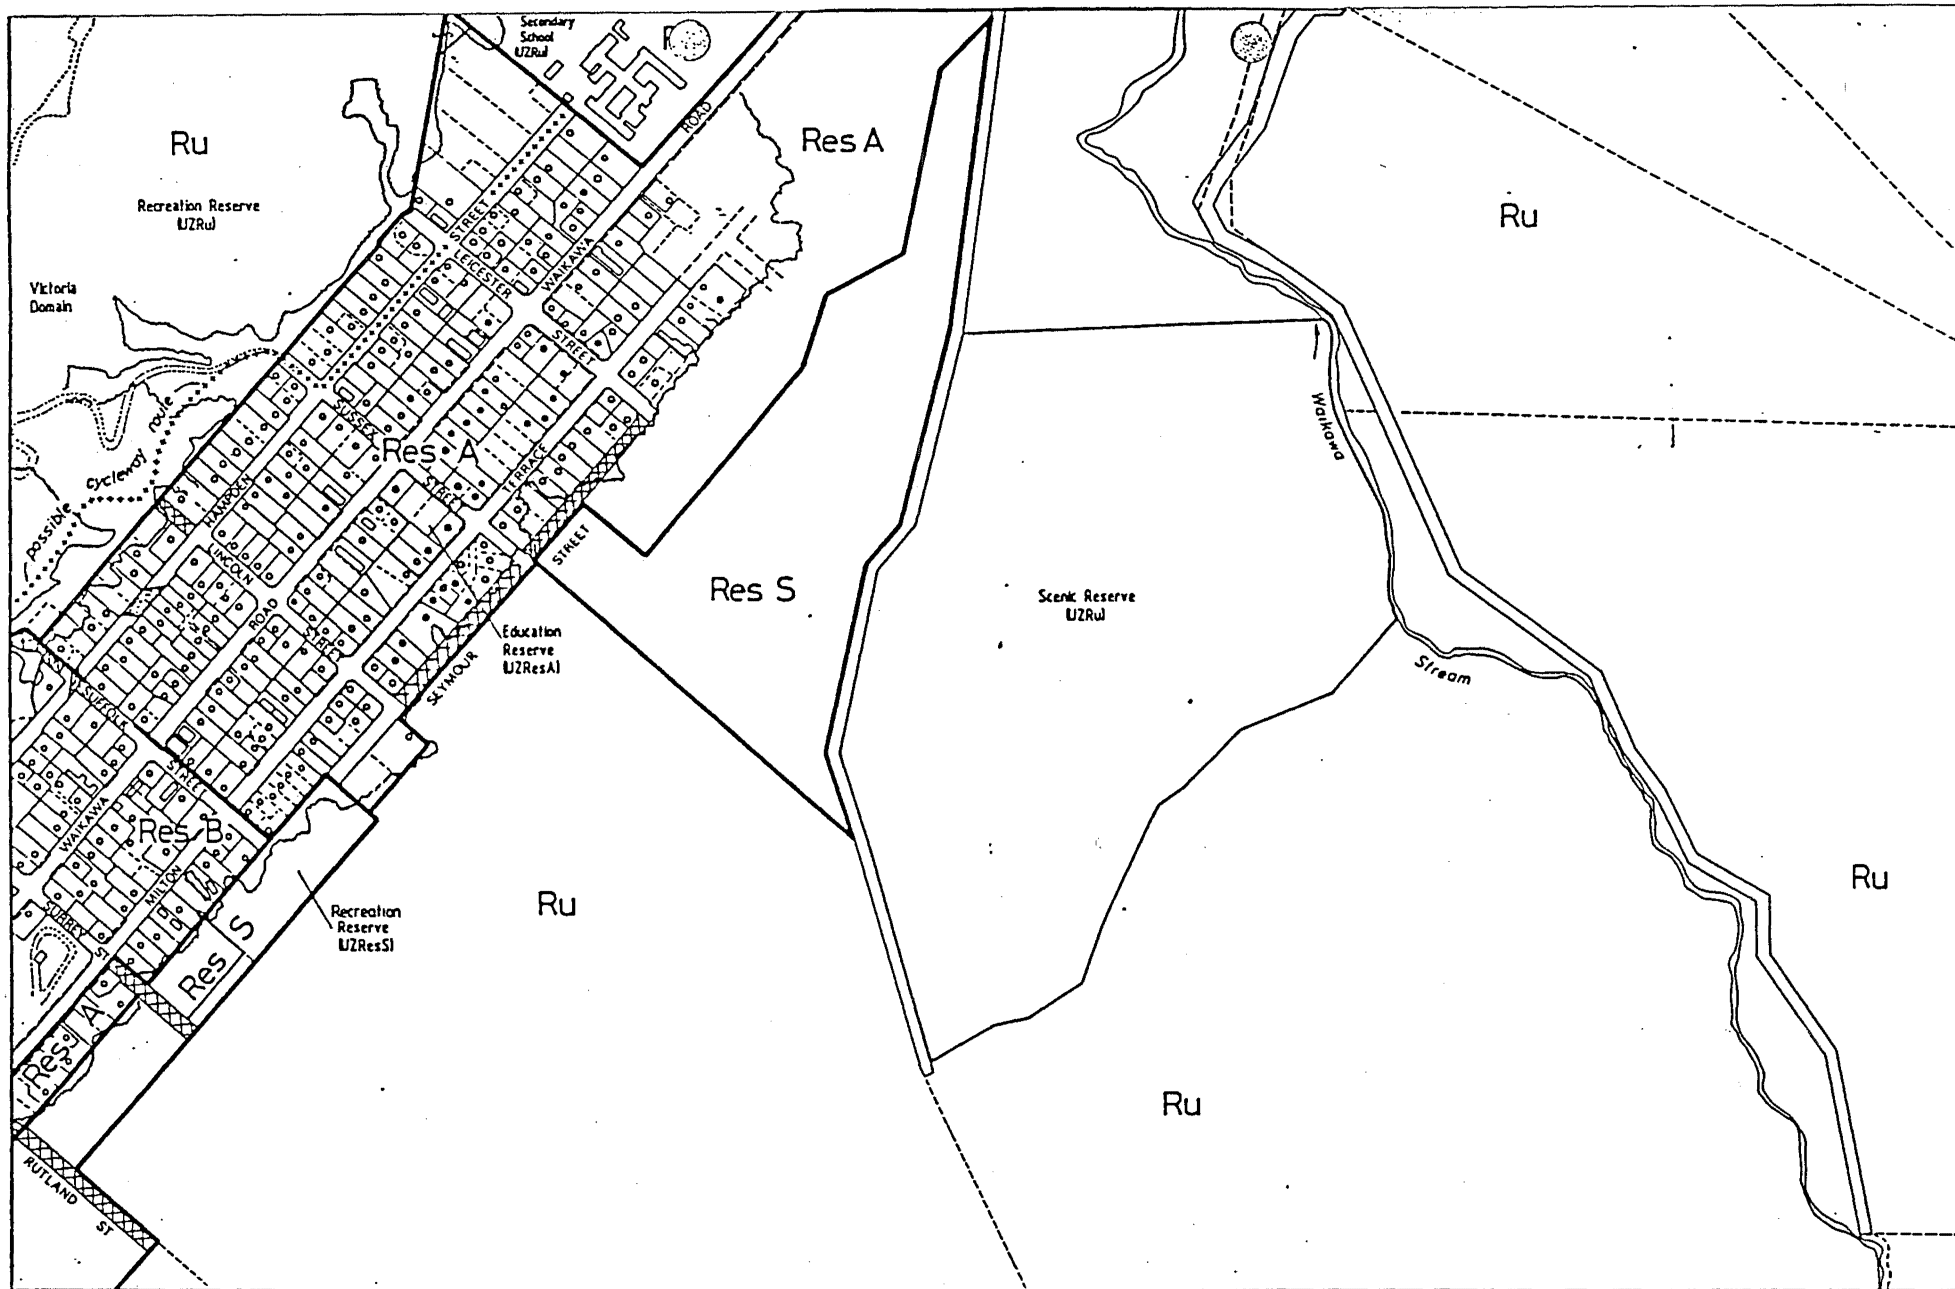 Secondary
School
(UZRu)
Ru
Recreation Reserve
(UZRu)
Victoria
Domain
ROAD
Res A
Ru
STREET
LEICESTER
WAIKAWA
STREET
SUSSEX
Res A
STREET
TERRACE
possible cycleway route
HAMPDEN
LINCOLN
ROAD
STREET
STREET
SEYMOUR
Education
Reserve
(UZResA)
Res S
Scenic Reserve
(UZRu)
Waikawa
Stream
SUFFOLK
STREET
WAIKAWA
Res B
MILTON
SURREY ST
Recreation
Reserve
(UZResS)
Res S
Res A
Ru
Ru
Ru
RUTLAND
ST